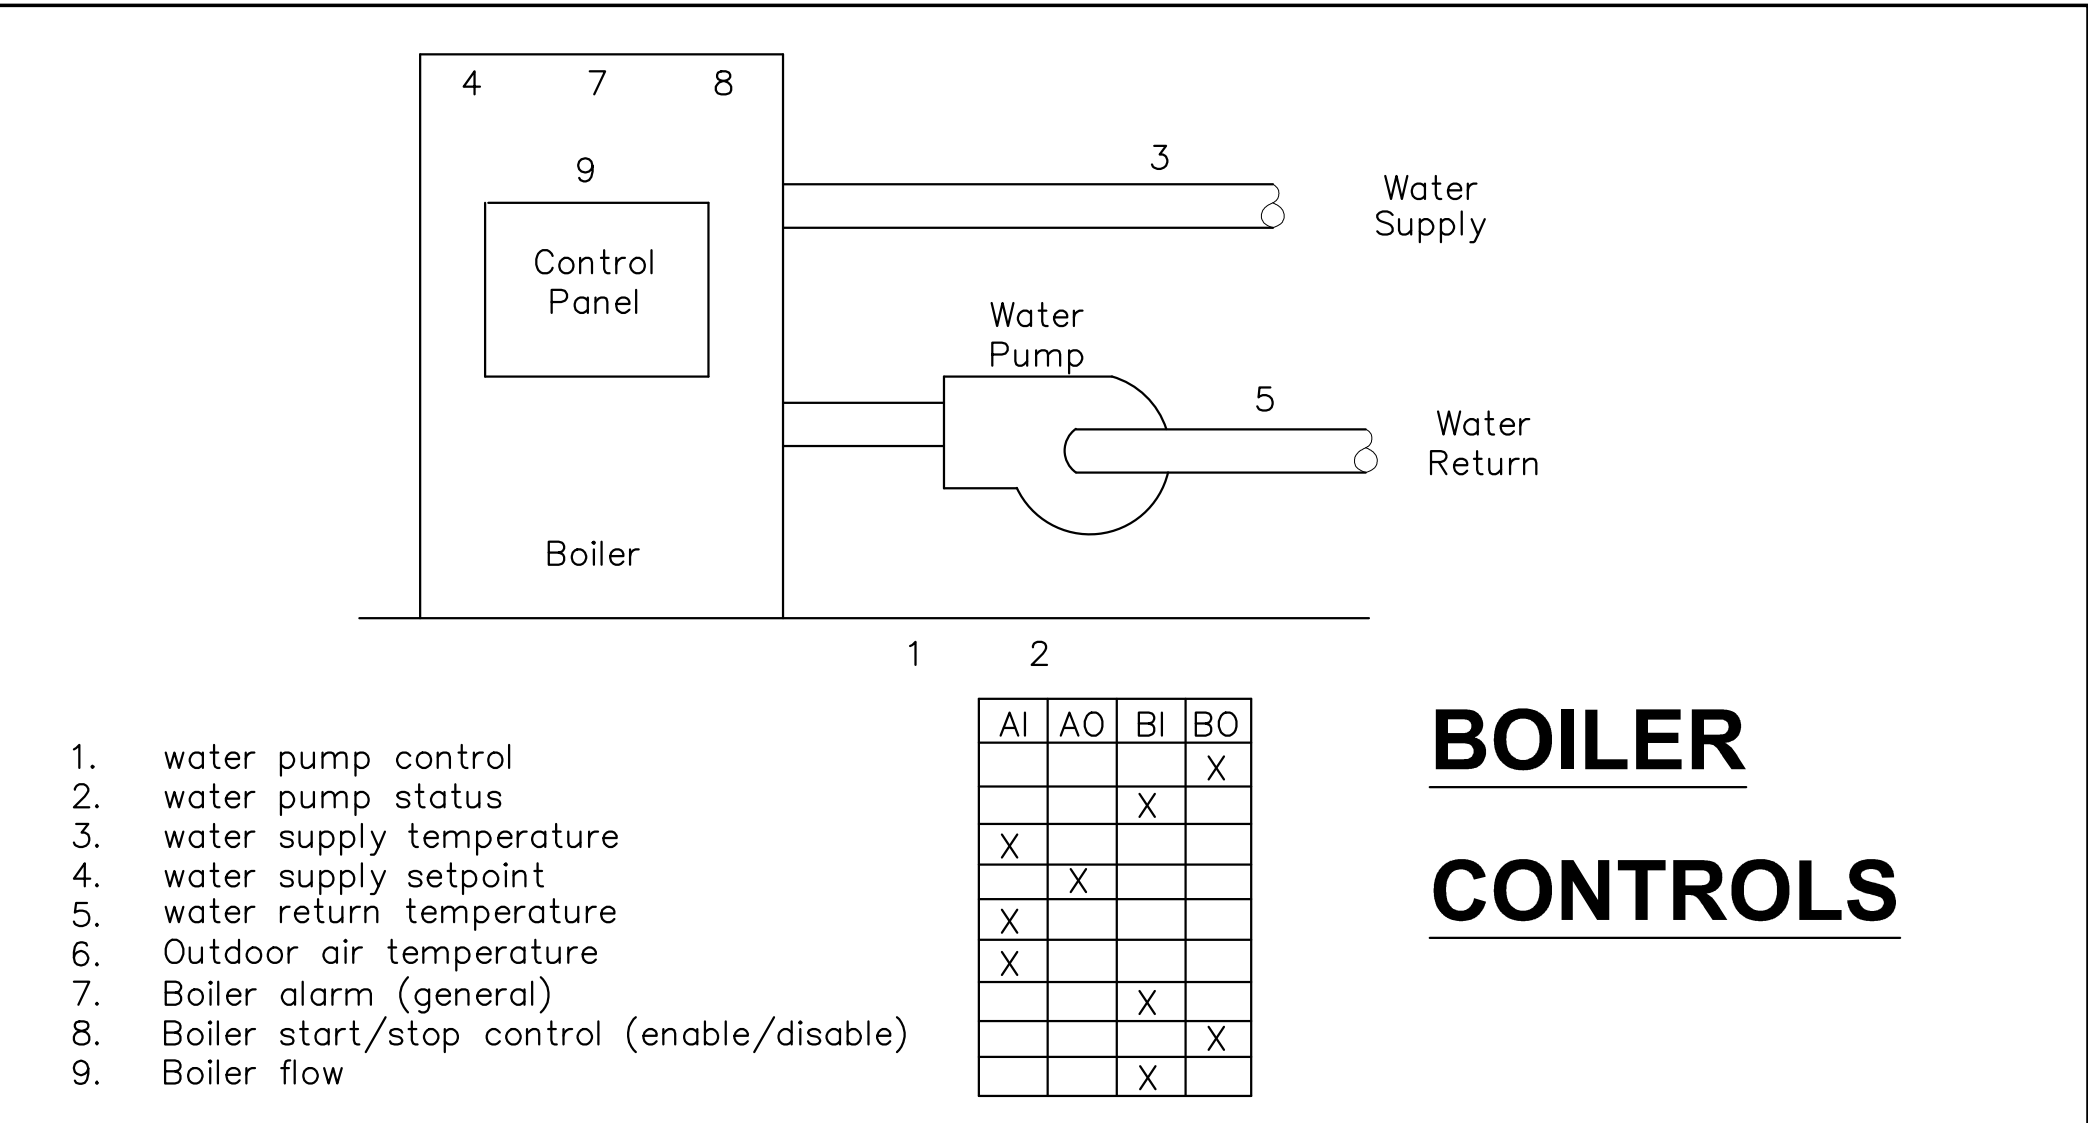 4 7 8
9
3
Water
Supply
Control
Panel
Water
Pump
5
Water
Return
Boiler
1 2
AI AO BI BO
1. water pump control X
2. water pump status X
3. water supply temperature X
4. water supply setpoint X
5. water return temperature X
6. Outdoor air temperature X
7. Boiler alarm (general) X
8. Boiler start/stop control (enable/disable) X
9. Boiler flow X
BOILER
CONTROLS